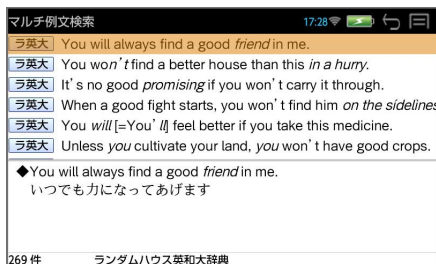 マルチ例文検索 17:28
ラ英大 You will always find a good friend in me.
ラ英大 You won't find a better house than this in a hurry.
ラ英大 It's no good promising if you won't carry it through.
ラ英大 When a good fight starts, you won't find him on the sidelines
ラ英大 You will [=You'll] feel better if you take this medicine.
ラ英大 Unless you cultivate your land, you won't have good crops.
◆You will always find a good friend in me.
いつでも力になってあげます
269 件 ランダムハウス英和大辞典